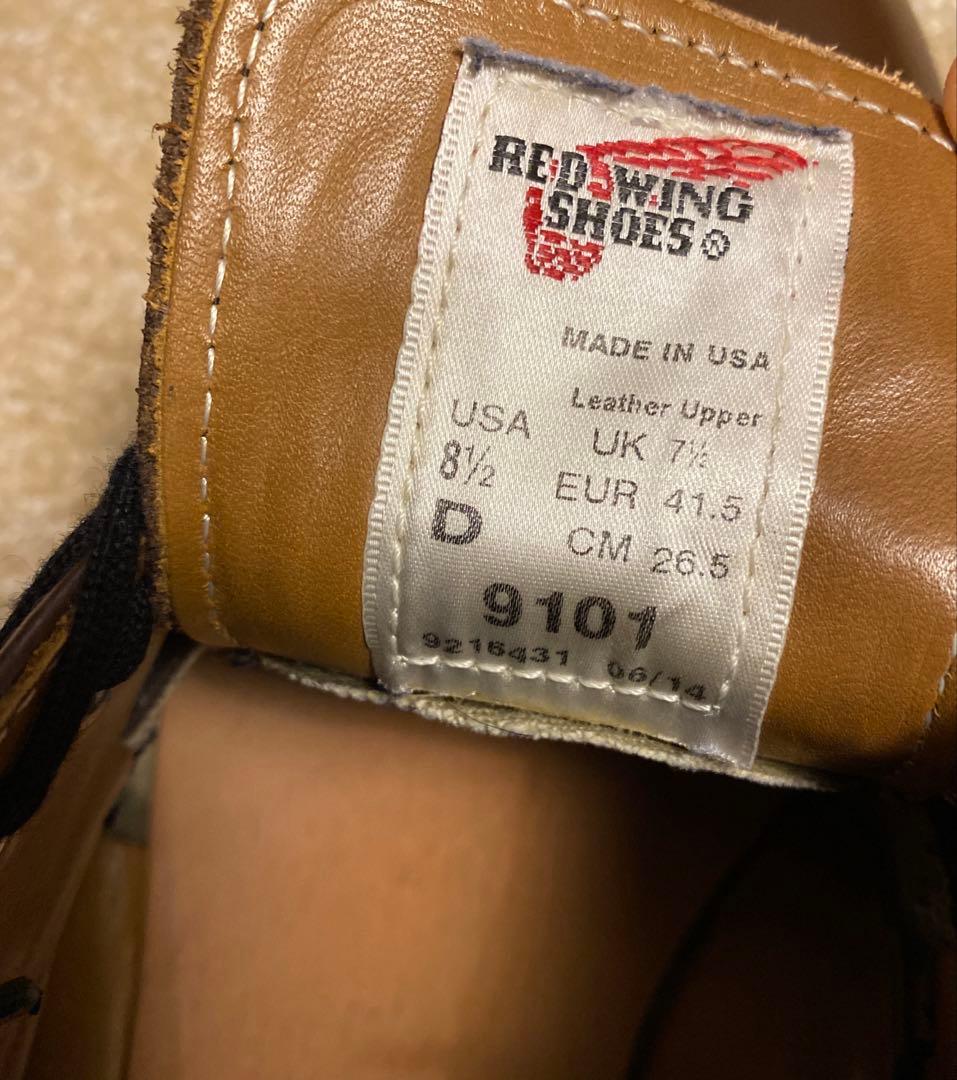 RED WING
SHOES®
MADE IN USA
Leather Upper
USA
8½
D
UK 7½
EUR 41.5
CM 26.5
9101
9216431 06/14